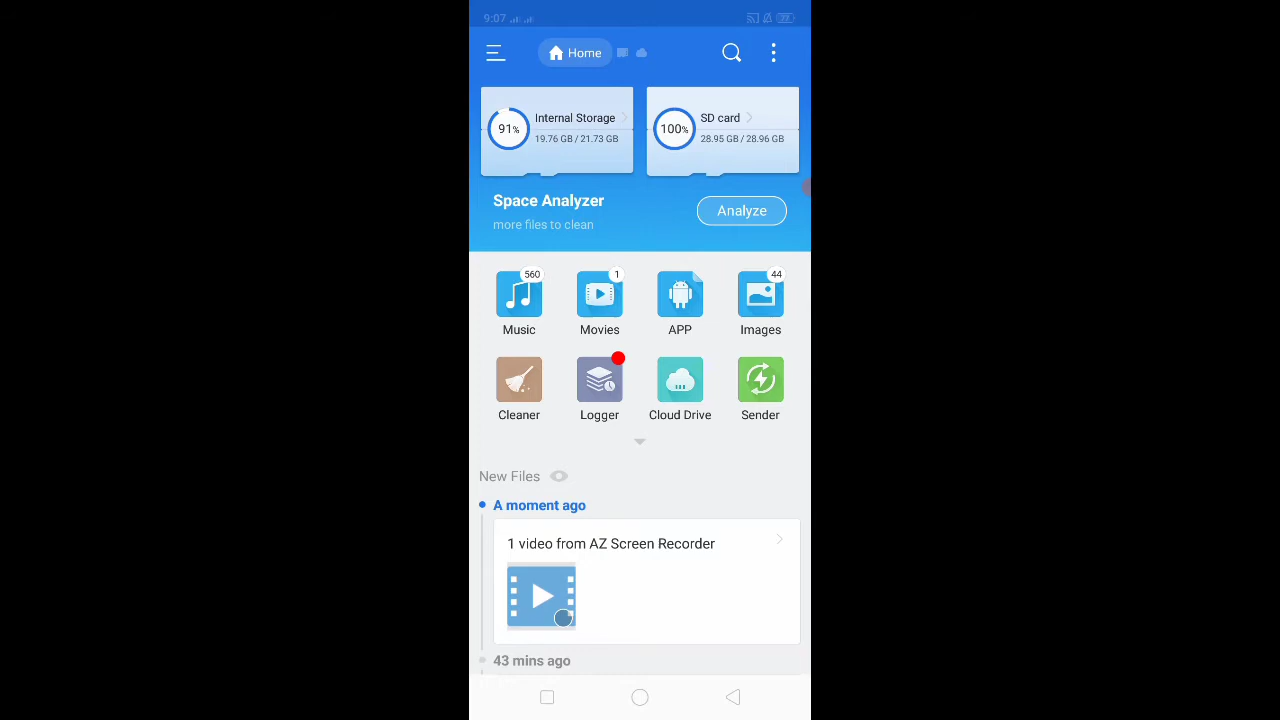 9:07
Home
91%
Internal Storage
19.76 GB / 21.73 GB
100%
SD card
28.95 GB / 28.96 GB
Space Analyzer
more files to clean
Analyze
560
1
44
Music
Movies
APP
Images
Cleaner
Logger
Cloud Drive
Sender
New Files
A moment ago
1 video from AZ Screen Recorder
43 mins ago